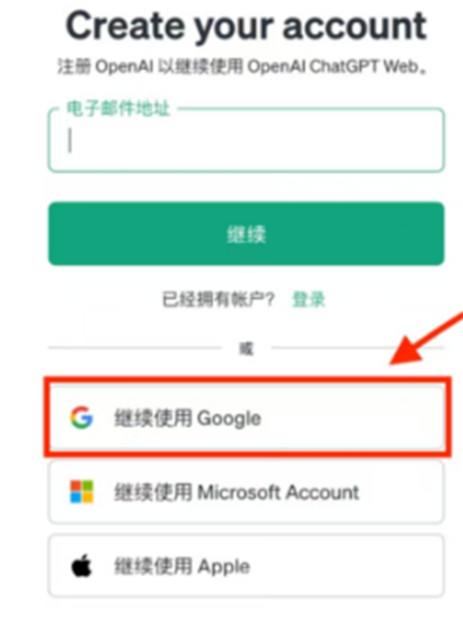 Create your account
注册 OpenAI 以继续使用 OpenAI ChatGPT Web。
电子邮件地址
继续
已经拥有帐户? 登录
或
继续使用 Google
继续使用 Microsoft Account
继续使用 Apple